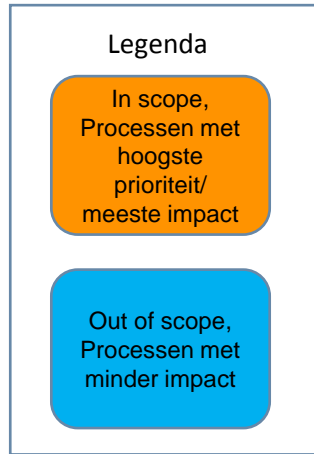 Legenda
In scope,
Processen met
hoogste
prioriteit/
meeste impact
Out of scope,
Processen met
minder impact